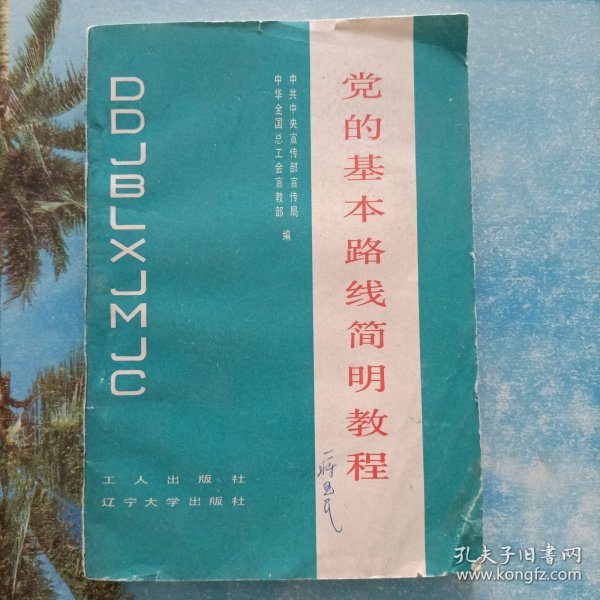 党的基本路线简明教程
中共中央宣传部宣传局
中华全国总工会宣教部
编
DDJBLXJMJC
工人出版社
辽宁大学出版社
孔夫子旧书网
www.kongfz.com